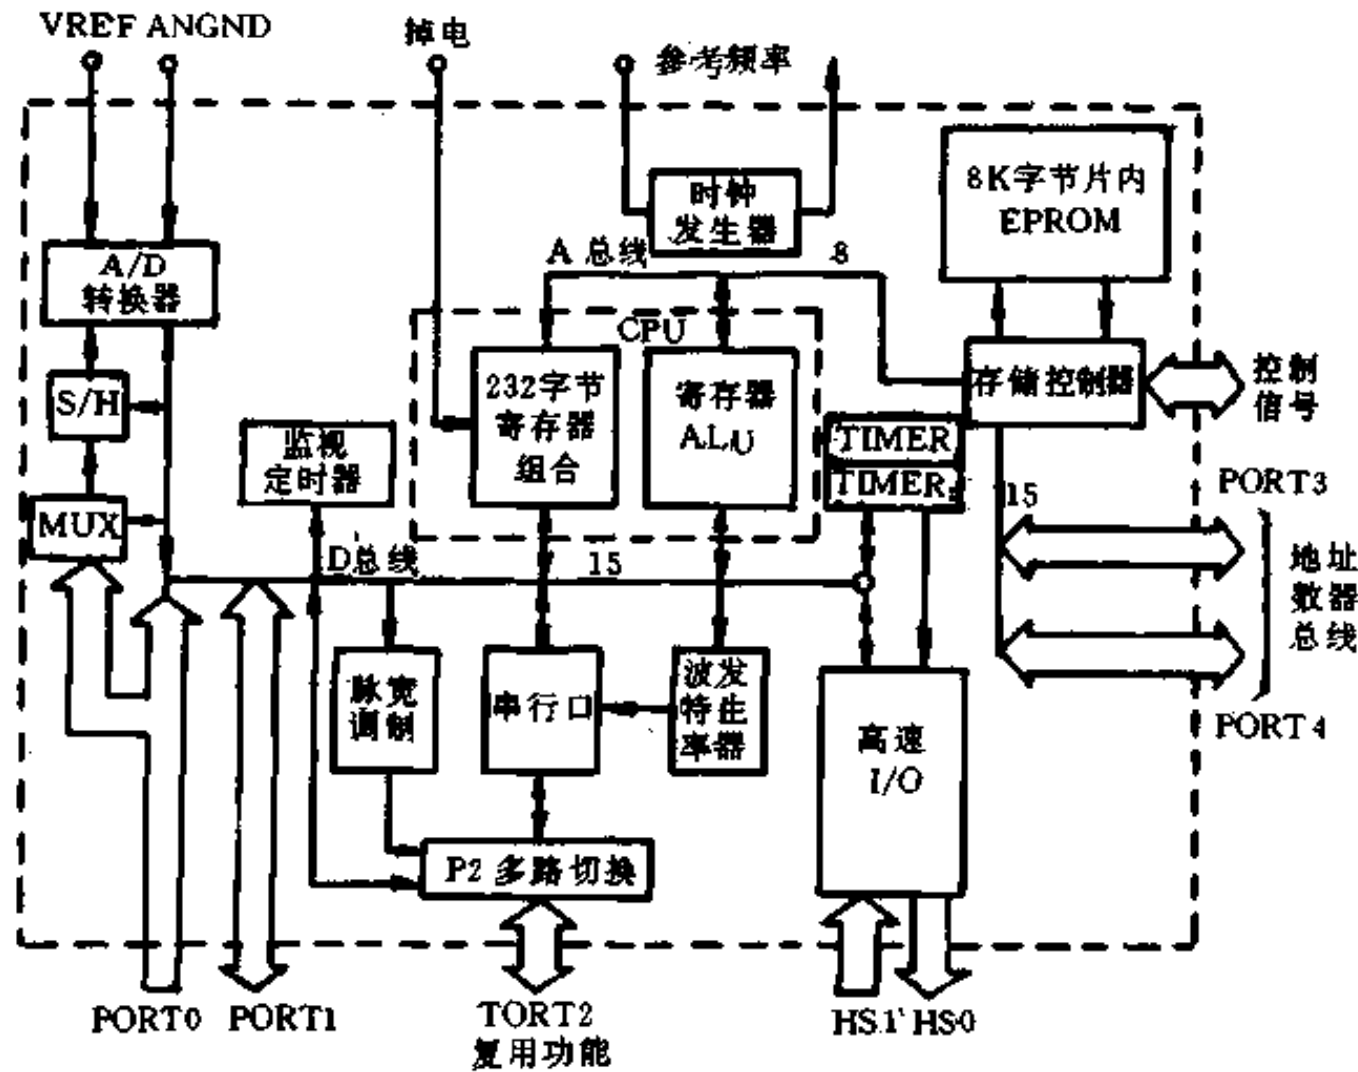 VREF ANGND
掉电
参考频率
8K字节片内
EPROM
时钟
发生器
A 总线
8
A/D
转换器
CPU
S/H
232字节
寄存器
组合
寄存器
ALU
存储控制器
控制
信号
监视
定时器
TIMER
TIMER
MUX
15
PORT3
D总线
15
地址
数器
总线
脉宽
调制
串行口
波发
特生
率器
高速
I/O
PORT4
P2多路切换
PORT0
PORT1
TORT2
复用功能
HS1
HS0